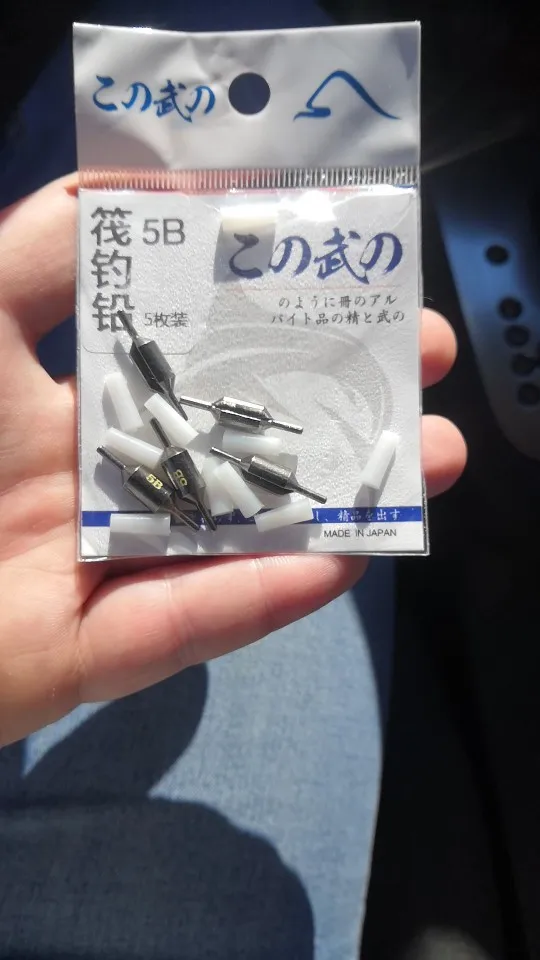 この武の
筏钓铅
5B
5枚装
この武の
のように冊のアル
バイト品の精と武の
5B
し、精品を出す
MADE IN JAPAN